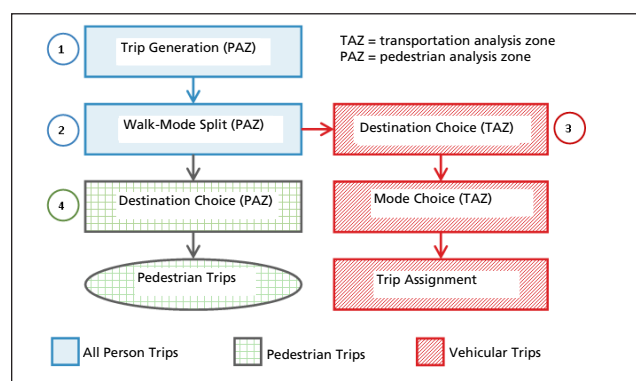 1
Trip Generation (PAZ)
TAZ = transportation analysis zone
PAZ = pedestrian analysis zone
2
Walk-Mode Split (PAZ)
Destination Choice (TAZ)
3
4
Destination Choice (PAZ)
Mode Choice (TAZ)
Pedestrian Trips
Trip Assignment
All Person Trips
Pedestrian Trips
Vehicular Trips